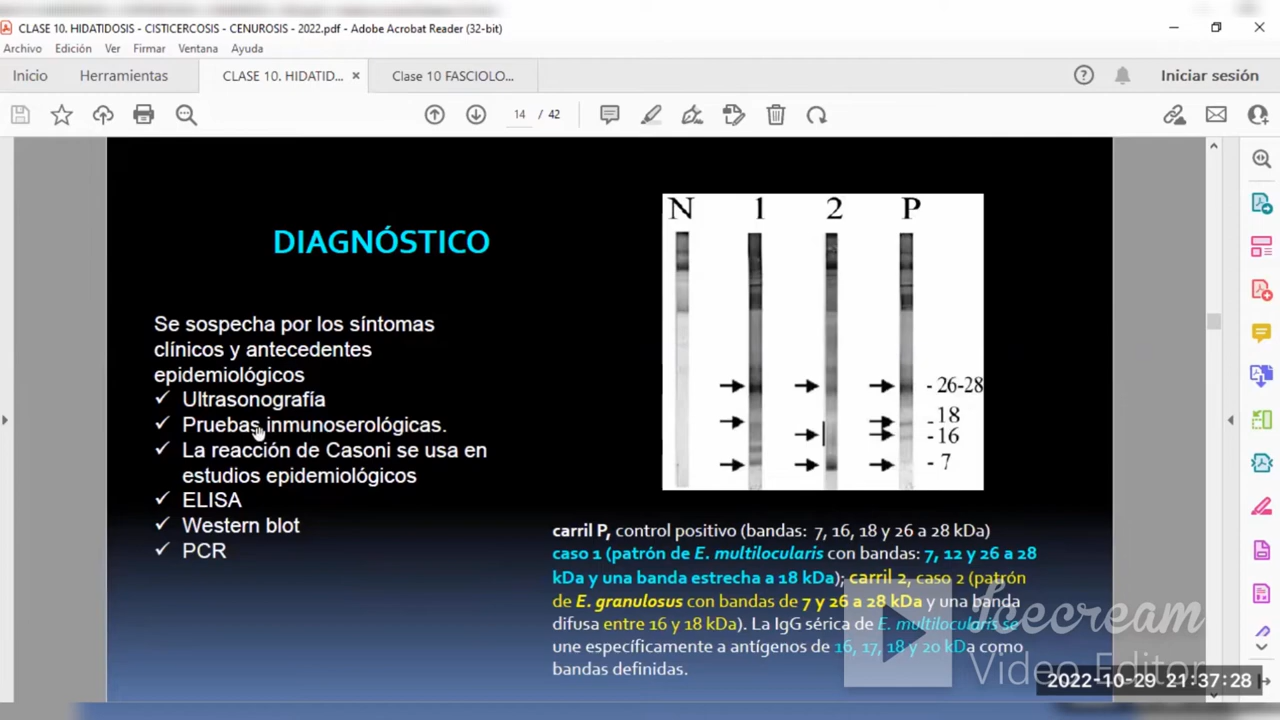 CLASE 10. HIDATIDOSIS - CISTICERCOSIS - CENUROSIS - 2022.pdf - Adobe Acrobat Reader (32-bit)
Archivo Edición Ver Firmar Ventana Ayuda
Inicio Herramientas CLASE 10. HIDATID... × Clase 10 FASCIOLO... Iniciar sesión
14 / 42
DIAGNÓSTICO
Se sospecha por los síntomas
clínicos y antecedentes
epidemiológicos
✓ Ultrasonografía
✓ Pruebas inmunoserológicas.
✓ La reacción de Casoni se usa en
estudios epidemiológicos
✓ ELISA
✓ Western blot
✓ PCR
N 1 2 P
- 26-28
- 18
- 16
- 7
carril P, control positivo (bandas: 7, 16, 18 y 26 a 28 kDa)
caso 1 (patrón de E. multilocularis con bandas: 7, 12 y 26 a 28
kDa y una banda estrecha a 18 kDa); carril 2, caso 2 (patrón
de E. granulosus con bandas de 7 y 26 a 28 kDa y una banda
difusa entre 16 y 18 kDa). La IgG sérica de E. multilocularis se
une específicamente a antígenos de 16, 17, 18 y 20 kDa como
bandas definidas.
Icecream
Video Editor
2022-10-29 21:37:28